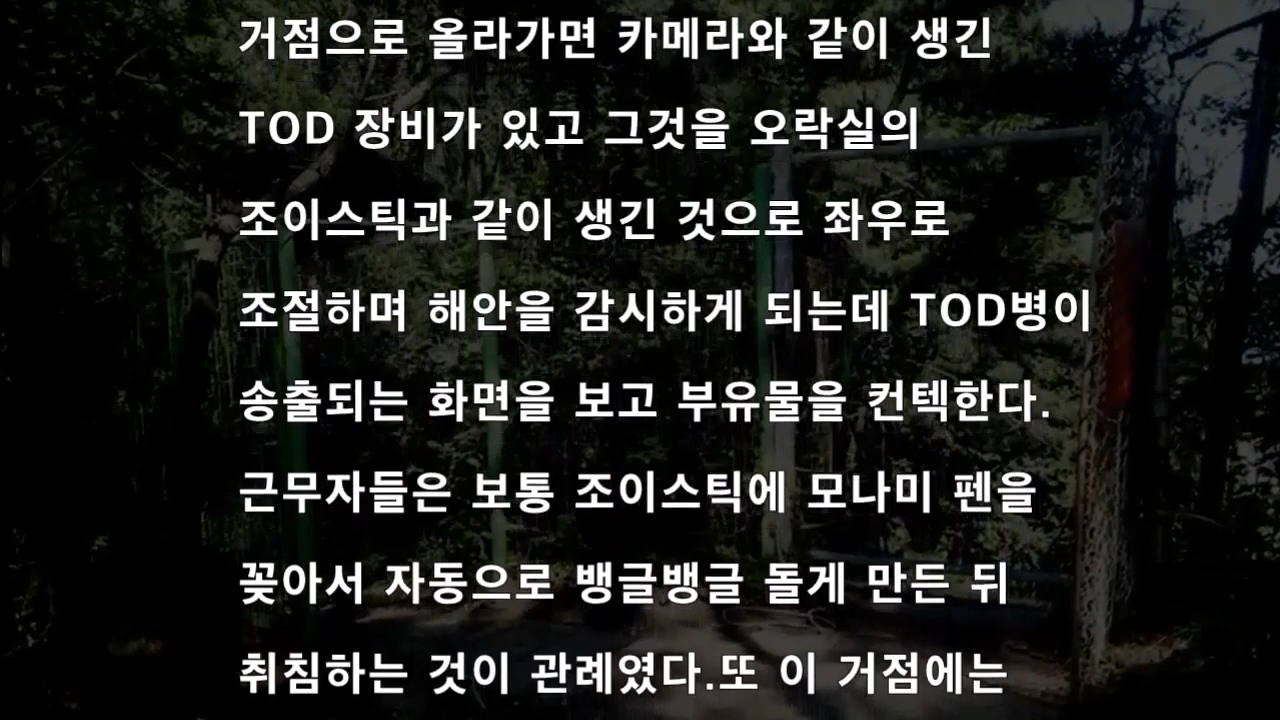 거점으로 올라가면 카메라와 같이 생긴
TOD 장비가 있고 그것을 오락실의
조이스틱과 같이 생긴 것으로 좌우로
조절하며 해안을 감시하게 되는데 TOD병이
송출되는 화면을 보고 부유물을 컨텍한다.
근무자들은 보통 조이스틱에 모나미 펜을
꽂아서 자동으로 뱅글뱅글 돌게 만든 뒤
취침하는 것이 관례였다.또 이 거점에는